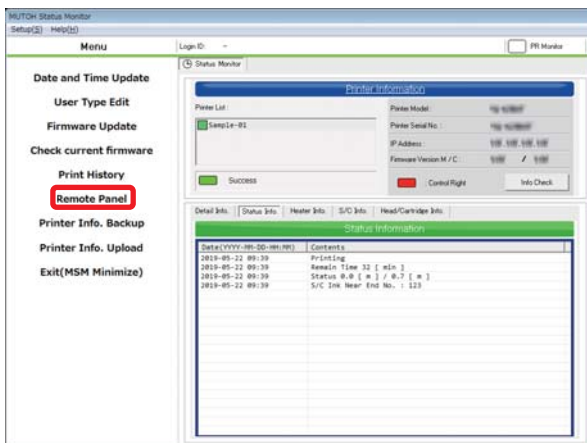 MUTOH Status Monitor
Setup(S) Help(H)
Menu
Login ID: -
PR Monitor
Status Monitor
Date and Time Update
User Type Edit
Firmware Update
Check current firmware
Print History
Remote Panel
Printer Info. Backup
Printer Info. Upload
Exit(MSM Minimize)
Printer Information
Printer List :
Sample-01
Success
Printer Model :
Printer Serial No. :
IP Address :
Firmware Version M / C :
/
Control Right
Info Check
Detail Info. Status Info Heater Info S/C Info Head/Cartridge Info.
Status Information
Date(YYYY-MM-DD-HH:MM) Contents
2019-05-22 09:39 Printing
2019-05-22 09:39 Remain Time 32 [ min ]
2019-05-22 09:39 Status 0.0 [ m ] / 0.7 [ m ]
2019-05-22 09:39 S/C Ink Near End No. : 123